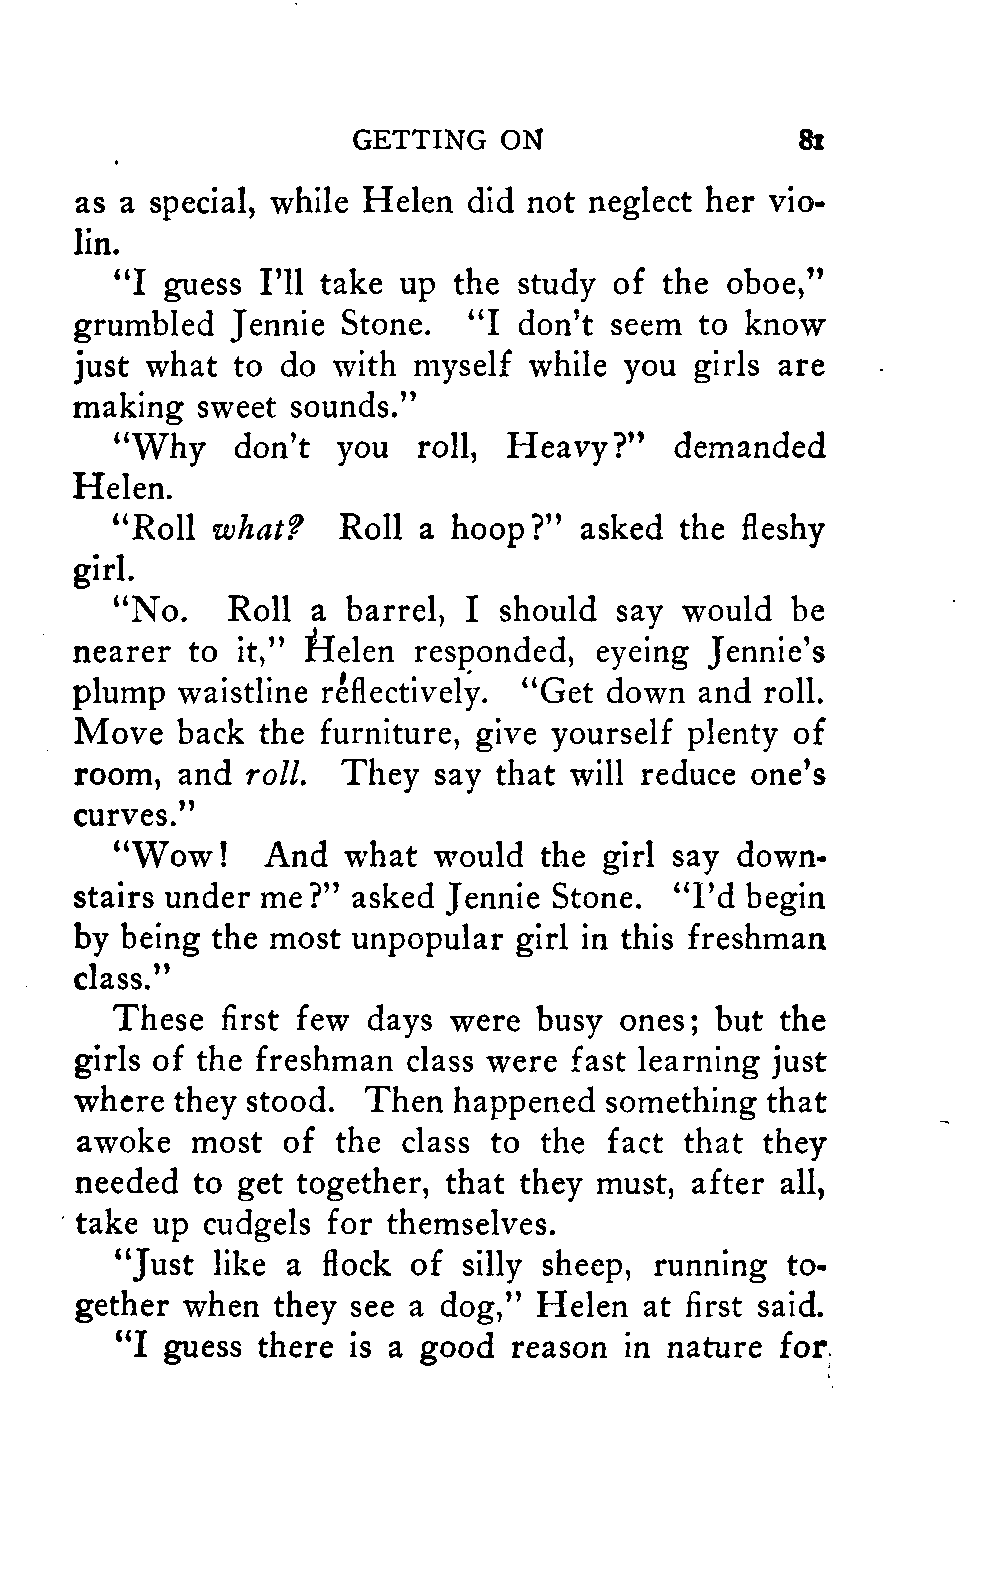 GETTING ON 81
as a special, while Helen did not neglect her vio-
lin.
"I guess I'll take up the study of the oboe,"
grumbled Jennie Stone. "I don't seem to know
just what to do with myself while you girls are
making sweet sounds."
"Why don't you roll, Heavy?" demanded
Helen.
"Roll what? Roll a hoop?" asked the fleshy
girl.
"No. Roll a barrel, I should say would be
nearer to it," Helen responded, eyeing Jennie's
plump waistline reflectively. "Get down and roll.
Move back the furniture, give yourself plenty of
room, and roll. They say that will reduce one's
curves."
"Wow! And what would the girl say down-
stairs under me?" asked Jennie Stone. "I'd begin
by being the most unpopular girl in this freshman
class."
These first few days were busy ones; but the
girls of the freshman class were fast learning just
where they stood. Then happened something that
awoke most of the class to the fact that they
needed to get together, that they must, after all,
take up cudgels for themselves.
"Just like a flock of silly sheep, running to-
gether when they see a dog," Helen at first said.
"I guess there is a good reason in nature for